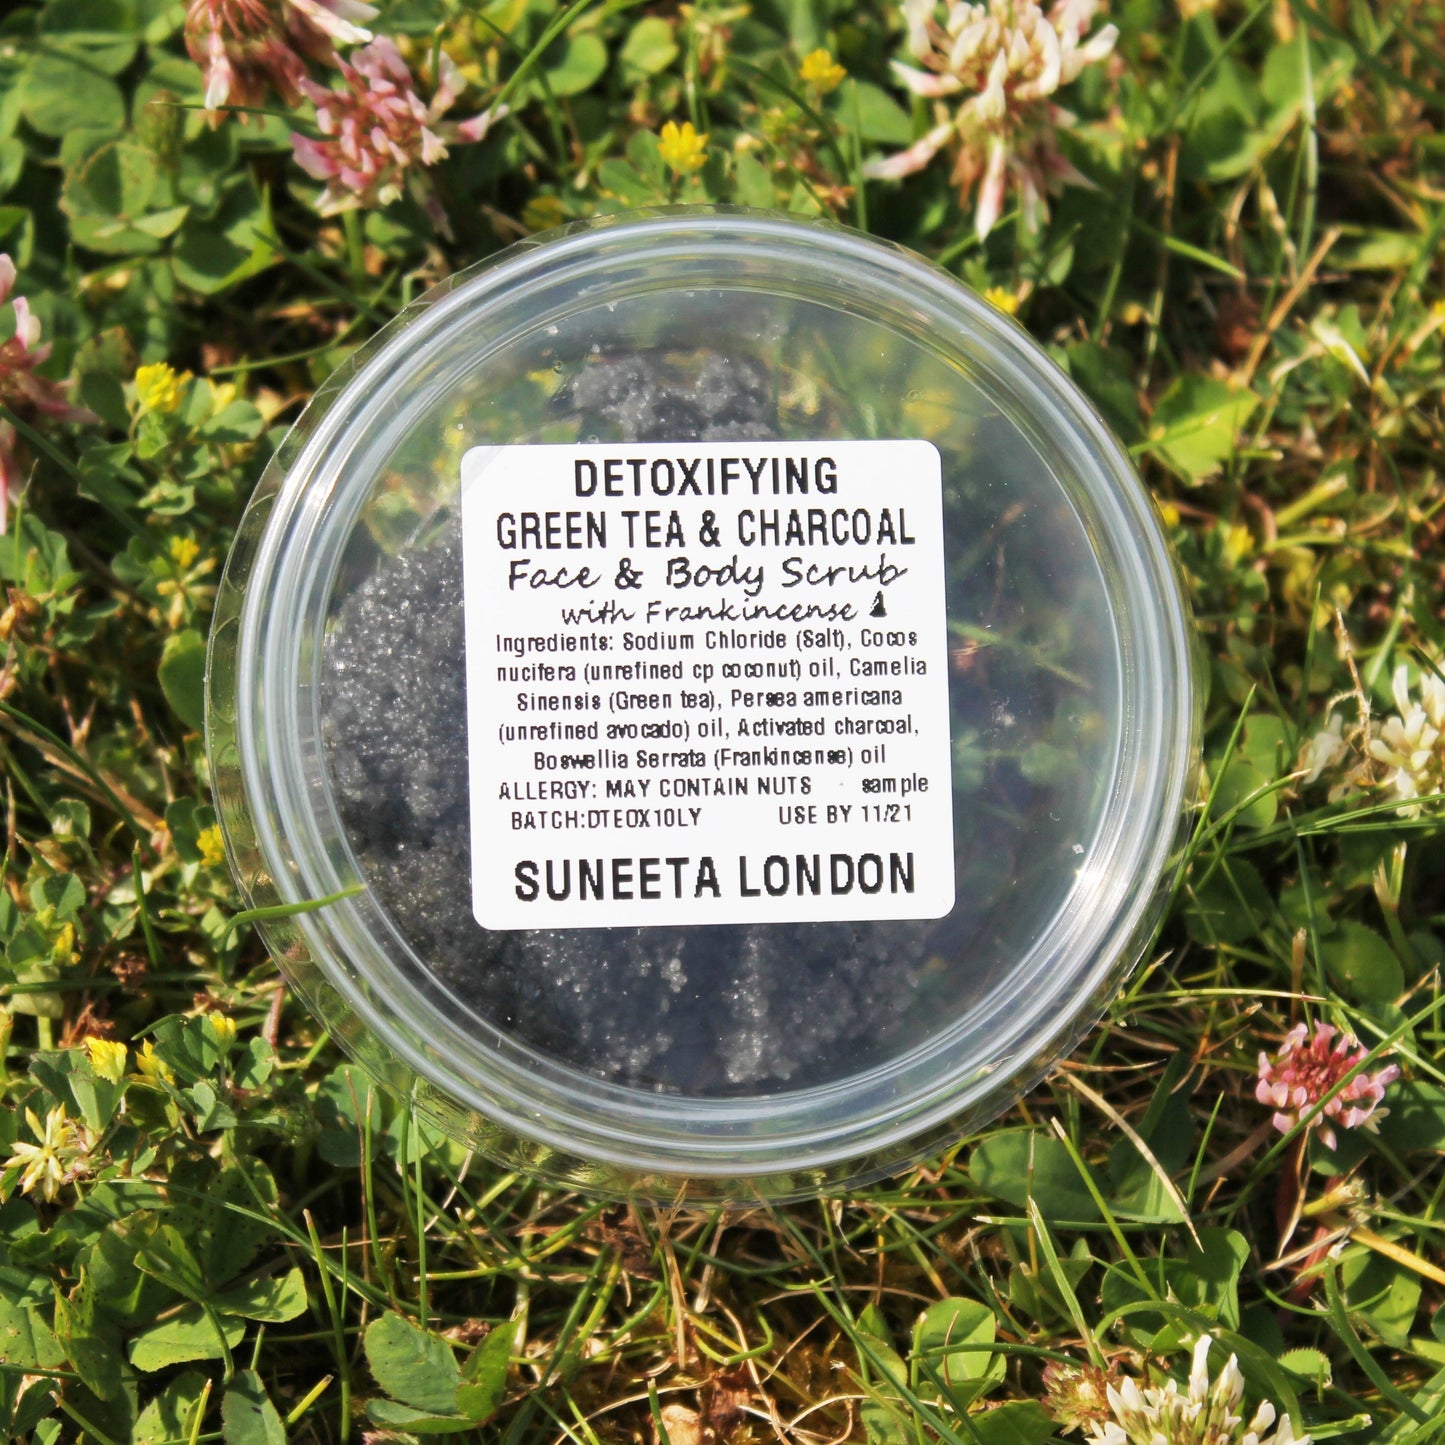 DETOXIFYING
GREEN TEA & CHARCOAL
Face & Body Scrub
with Frankincense
Ingredients: Sodium Chloride (Salt), Cocos
nucifera (unrefined cp coconut) oil, Camelia
Sinensis (Green tea), Persea americana
(unrefined avocado) oil, Activated charcoal,
Boswellia Serrata (Frankincense) oil
ALLERGY: MAY CONTAIN NUTS - sample
BATCH:DTEOX10LY USE BY 11/21
SUNEETA LONDON